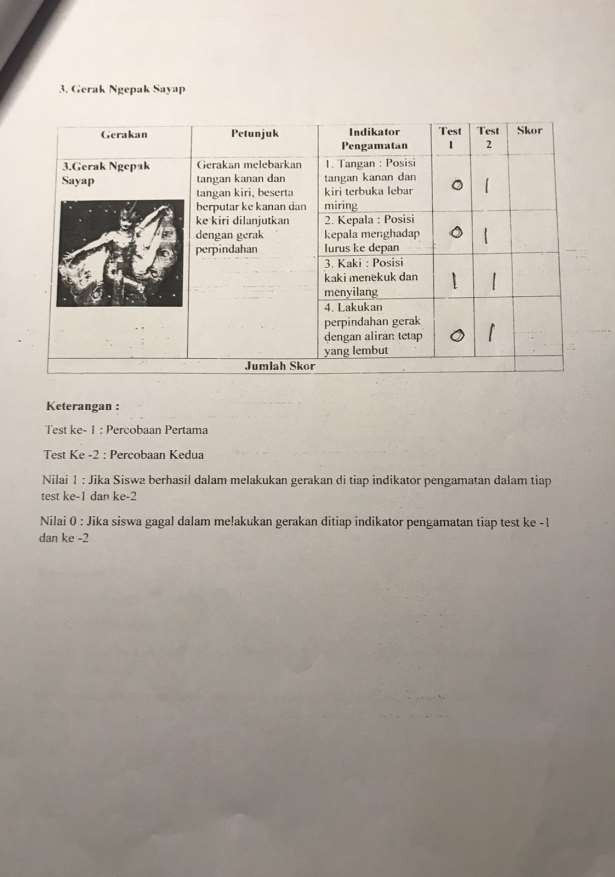 3. Gerak Ngepak Sayap
Gerakan Petunjuk Indikator Pengamatan Test 1 Test 2 Skor
3.Gerak Ngepak
Sayap
Gerakan melebarkan
tangan kanan dan
tangan kiri, beserta
berputar ke kanan dan
ke kiri dilanjutkan
dengan gerak
perpindahan
1. Tangan : Posisi
tangan kanan dan
kiri terbuka lebar
miring
0 1
2. Kepala : Posisi
kepala menghadap
lurus ke depan
0 1
3. Kaki : Posisi
kaki menekuk dan
menyilang
1 1
4. Lakukan
perpindahan gerak
dengan aliran tetap
yang lembut
0 1
Jumlah Skor
Keterangan :
Test ke- 1 : Percobaan Pertama
Test Ke -2 : Percobaan Kedua
Nilai 1 : Jika Siswa berhasil dalam melakukan gerakan di tiap indikator pengamatan dalam tiap
test ke-1 dan ke-2
Nilai 0 : Jika siswa gagal dalam melakukan gerakan ditiap indikator pengamatan tiap test ke -1
dan ke -2